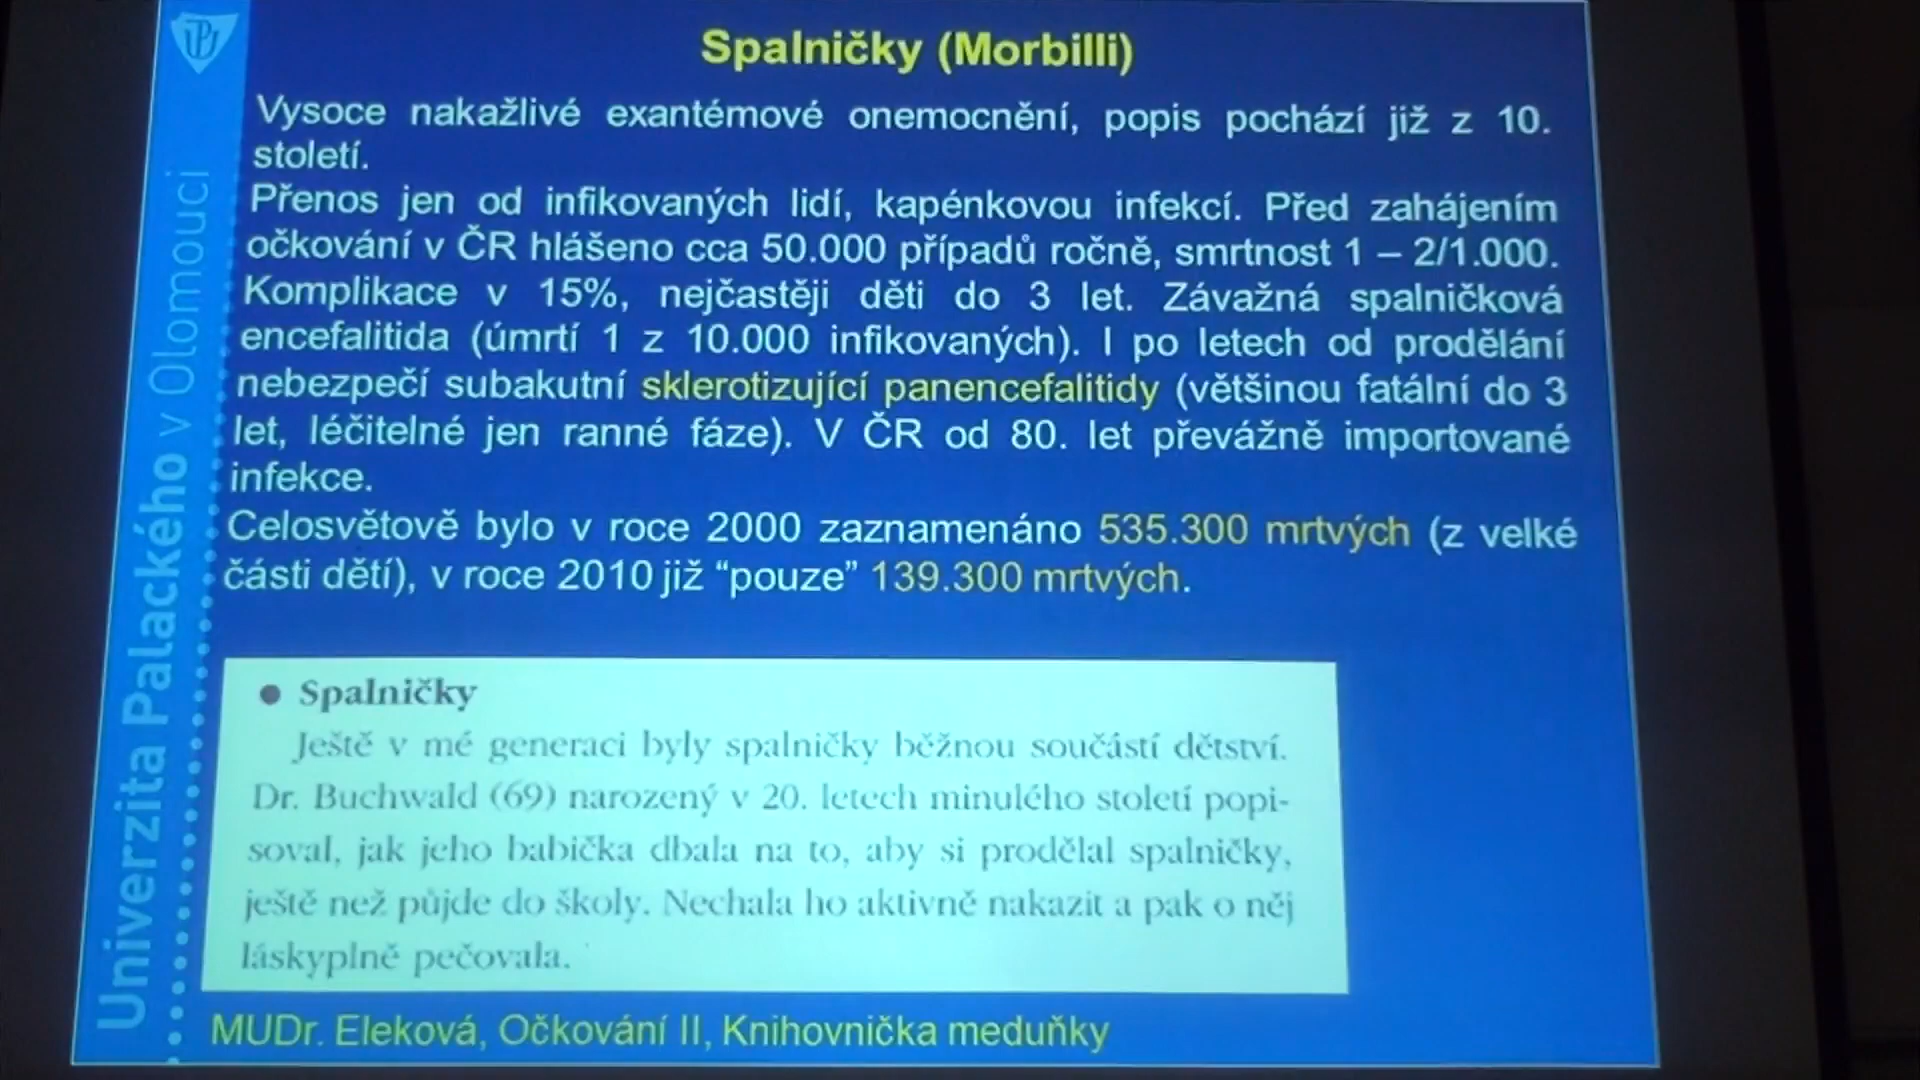 Spalničky (Morbilli)
Vysoce nakažlivé exantémové onemocnění, popis pochází již z 10.
století.
Přenos jen od infikovaných lidí, kapénkovou infekcí. Před zahájením
očkování v ČR hlášeno cca 50.000 případů ročně, smrtnost 1 – 2/1.000.
Komplikace v 15%, nejčastěji děti do 3 let. Závažná spalničková
encefalitida (úmrtí 1 z 10.000 infikovaných). I po letech od prodělání
nebezpečí subakutní sklerotizující panencefalitidy (většinou fatální do 3
let, léčitelné jen ranné fáze). V ČR od 80. let převážně importované
infekce.
Celosvětově bylo v roce 2000 zaznamenáno 535.300 mrtvých (z velké
části dětí), v roce 2010 již “pouze” 139.300 mrtvých.
● Spalničky
Ještě v mé generaci byly spalničky běžnou součástí dětství.
Dr. Buchwald (69) narozený v 20. letech minulého století popi-
soval, jak jeho babička dbala na to, aby si prodělal spalničky,
ještě než půjde do školy. Nechala ho aktivně nakazit a pak o něj
láskyplně pečovala.
MUDr. Eleková, Očkování II, Knihovnička meduňky
Univerzita Palackého v Olomouci
UP